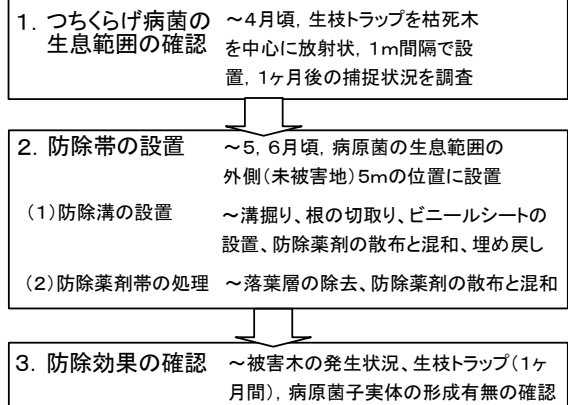 1．つちくらげ病菌の　～4月頃，生枝トラップを枯死木
生息範囲の確認　を中心に放射状，1m間隔で設
置，1ヶ月後の捕捉状況を調査
2．防除帯の設置　～5，6月頃，病原菌の生息範囲の
外側（未被害地）5mの位置に設置
（1）防除溝の設置　～溝掘り、根の切取り、ビニールシートの
設置、防除薬剤の散布と混和、埋め戻し
（2）防除薬剤帯の処理　～落葉層の除去、防除薬剤の散布と混和
3．防除効果の確認　～被害木の発生状況、生枝トラップ（1ヶ
月間），病原菌子実体の形成有無の確認